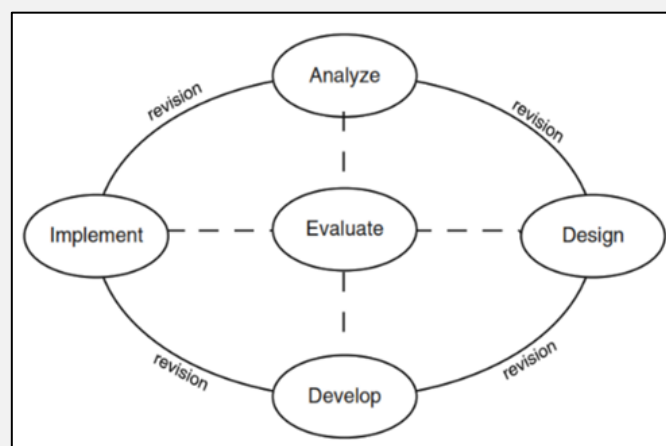 Analyze
revision
revision
Implement
Evaluate
Design
revision
revision
Develop